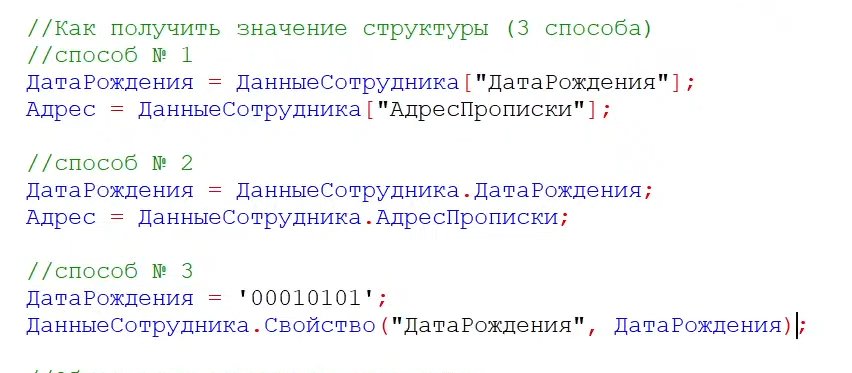 //Как получить значение структуры (3 способа)
//способ № 1
ДатаРождения = ДанныеСотрудника["ДатаРождения"];
Адрес = ДанныеСотрудника["АдресПрописки"];
//способ № 2
ДатаРождения = ДанныеСотрудника.ДатаРождения;
Адрес = ДанныеСотрудника.АдресПрописки;
//способ № 3
ДатаРождения = '00010101';
ДанныеСотрудника.Свойство("ДатаРождения", ДатаРождения);